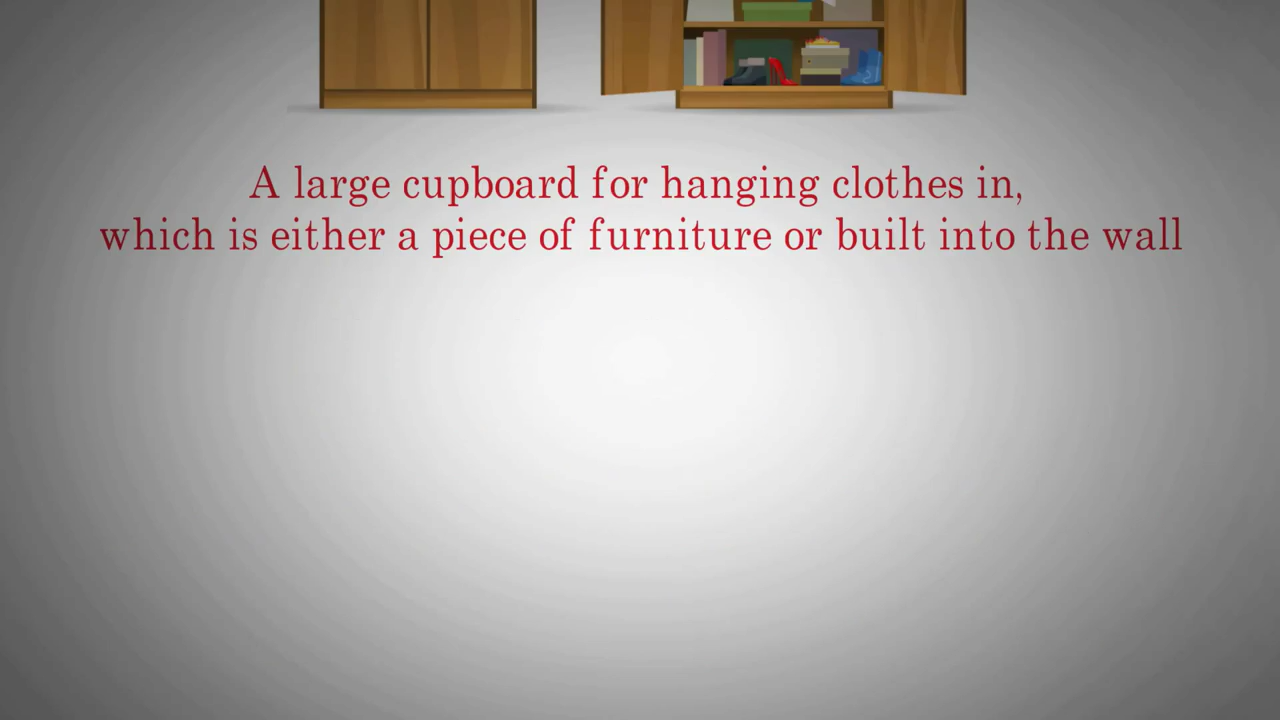 A large cupboard for hanging clothes in,
which is either a piece of furniture or built into the wall